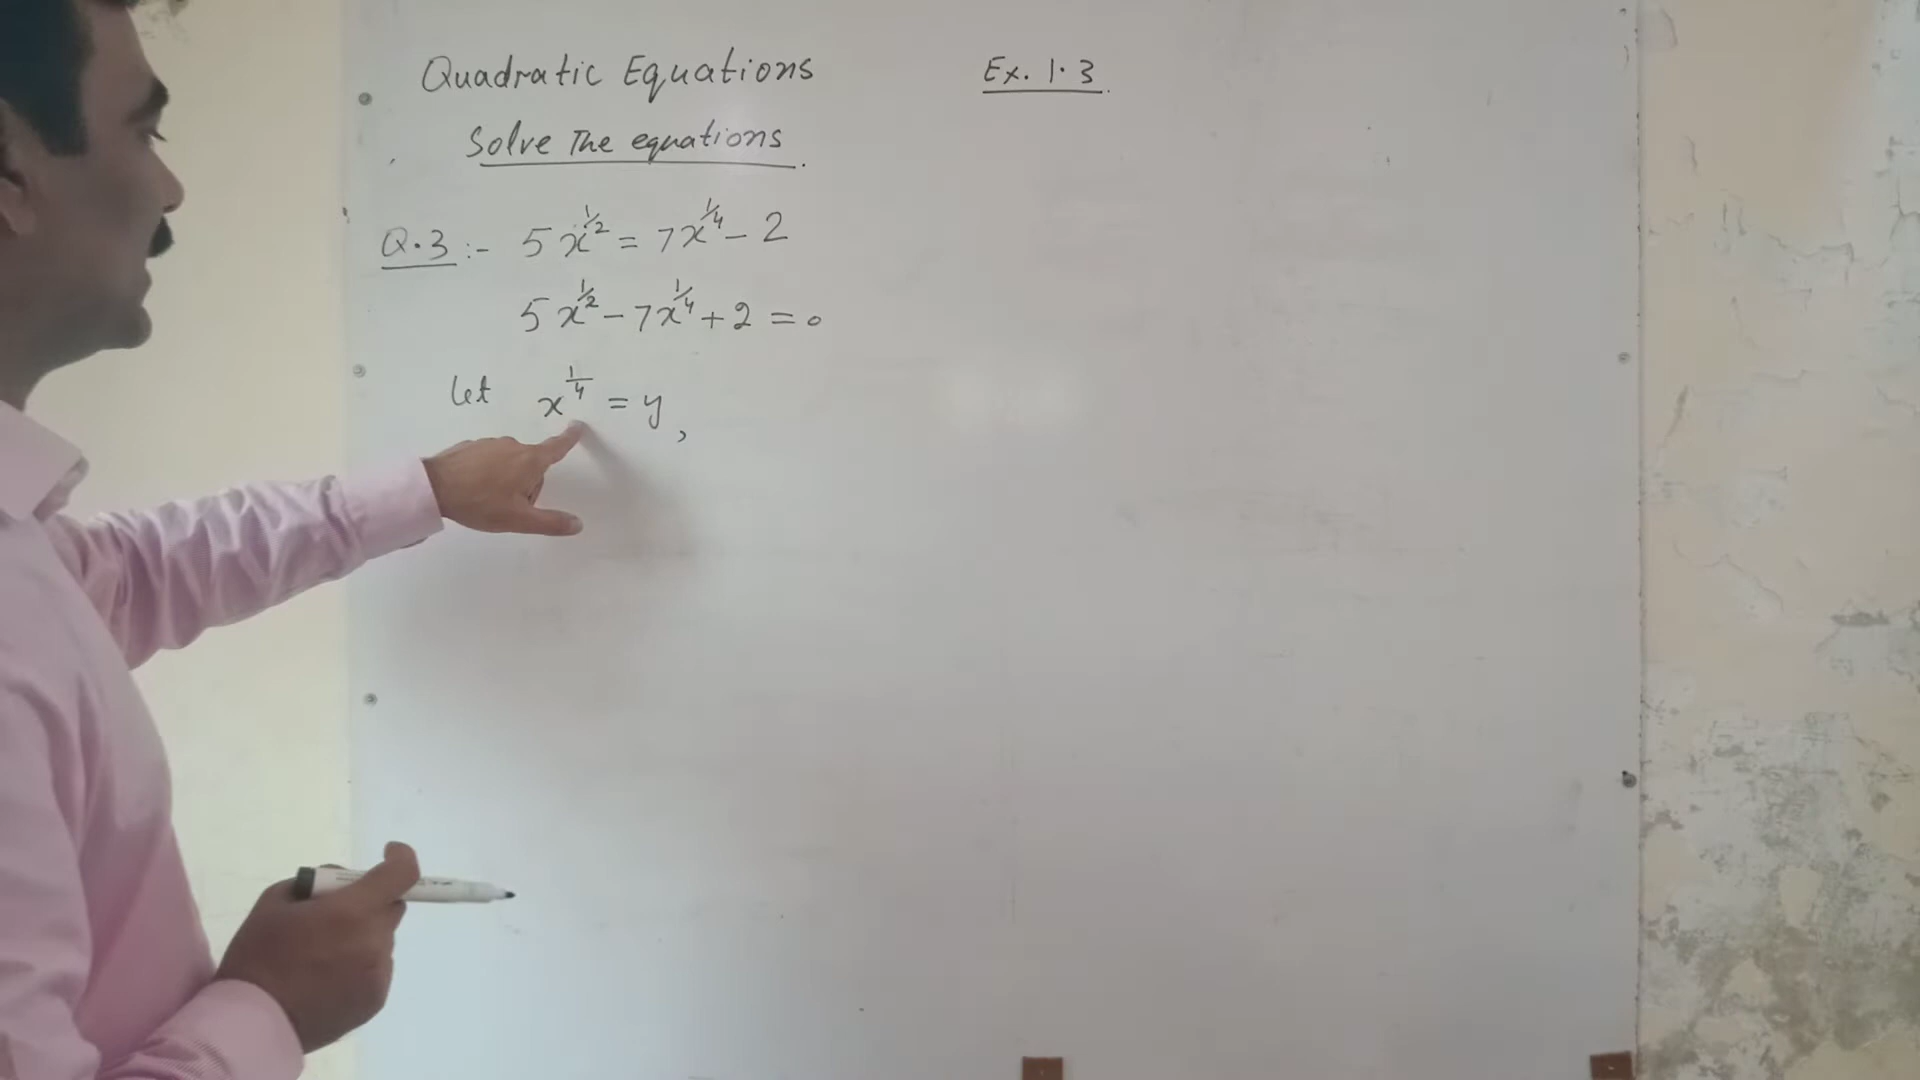 Quadratic Equations
Ex. 1.3
Solve The equations
Q.3:- 5x^{1/2} = 7x^{1/4} - 2
5x^{1/2} - 7x^{1/4} + 2 = 0
Let x^{1/4} = y,